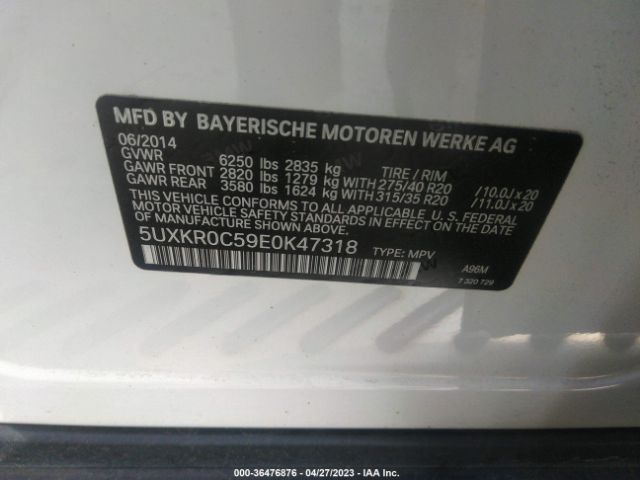 MFD BY BAYERISCHE MOTOREN WERKE AG
06/2014
GVWR 6250 lbs 2835 kg TIRE / RIM
GAWR FRONT 2820 lbs 1279 kg WITH 275/40 R20 /10.0J x 20
GAWR REAR 3580 lbs 1624 kg WITH 315/35 R20 /11.0J x 20
THIS VEHICLE CONFORMS TO ALL APPLICABLE U. S. FEDERAL
MOTOR VEHICLE SAFETY STANDARDS IN EFFECT ON THE DATE
OF MANUFACTURE SHOWN ABOVE.
5UXKR0C59E0K47318 TYPE: MPV
A96M
7 320 729
000-36476876 / 04/27/2023 - IAA Inc.